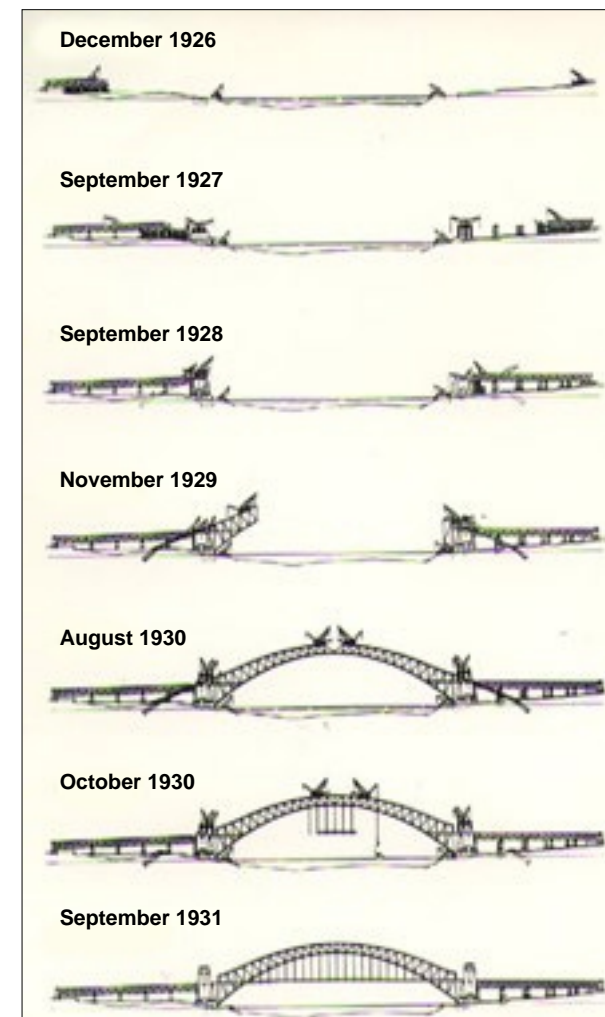 December 1926
September 1927
September 1928
November 1929
August 1930
October 1930
September 1931